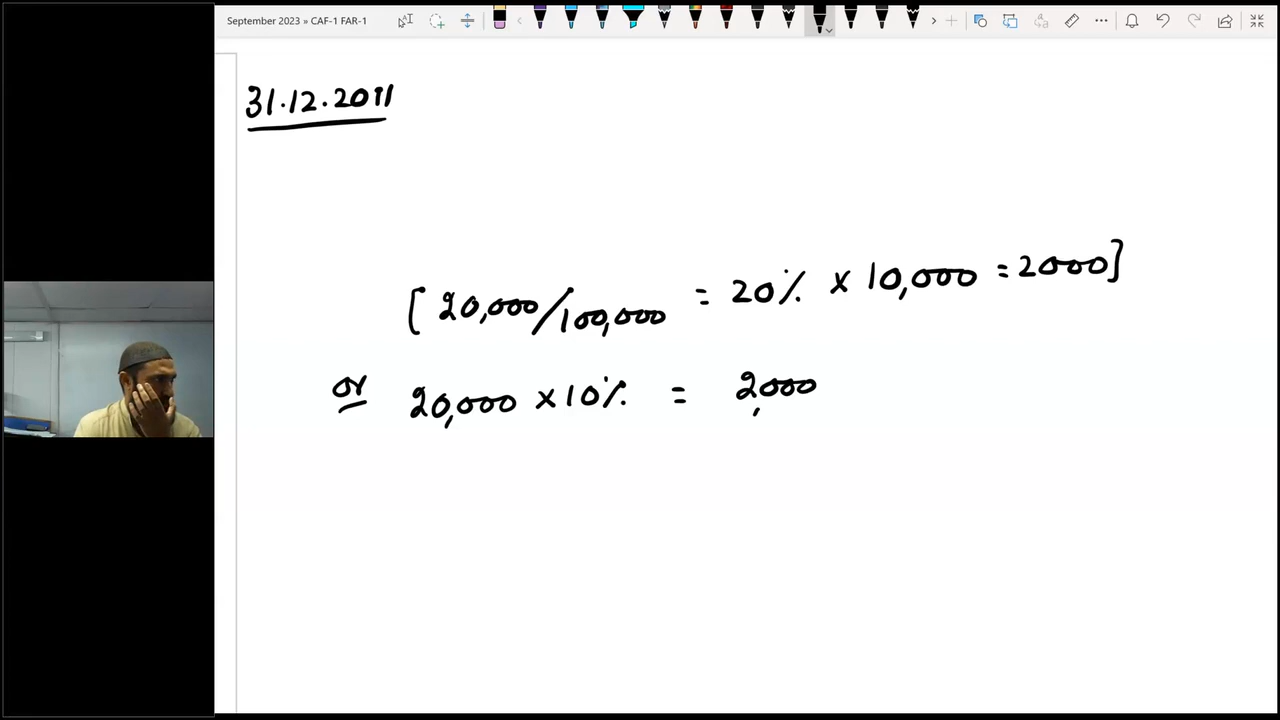 September 2023 » CAF-1 FAR-1
31.12.2011
[20,000/100,000 = 20% × 10,000 = 2000]
or 20,000 × 10% = 2,000